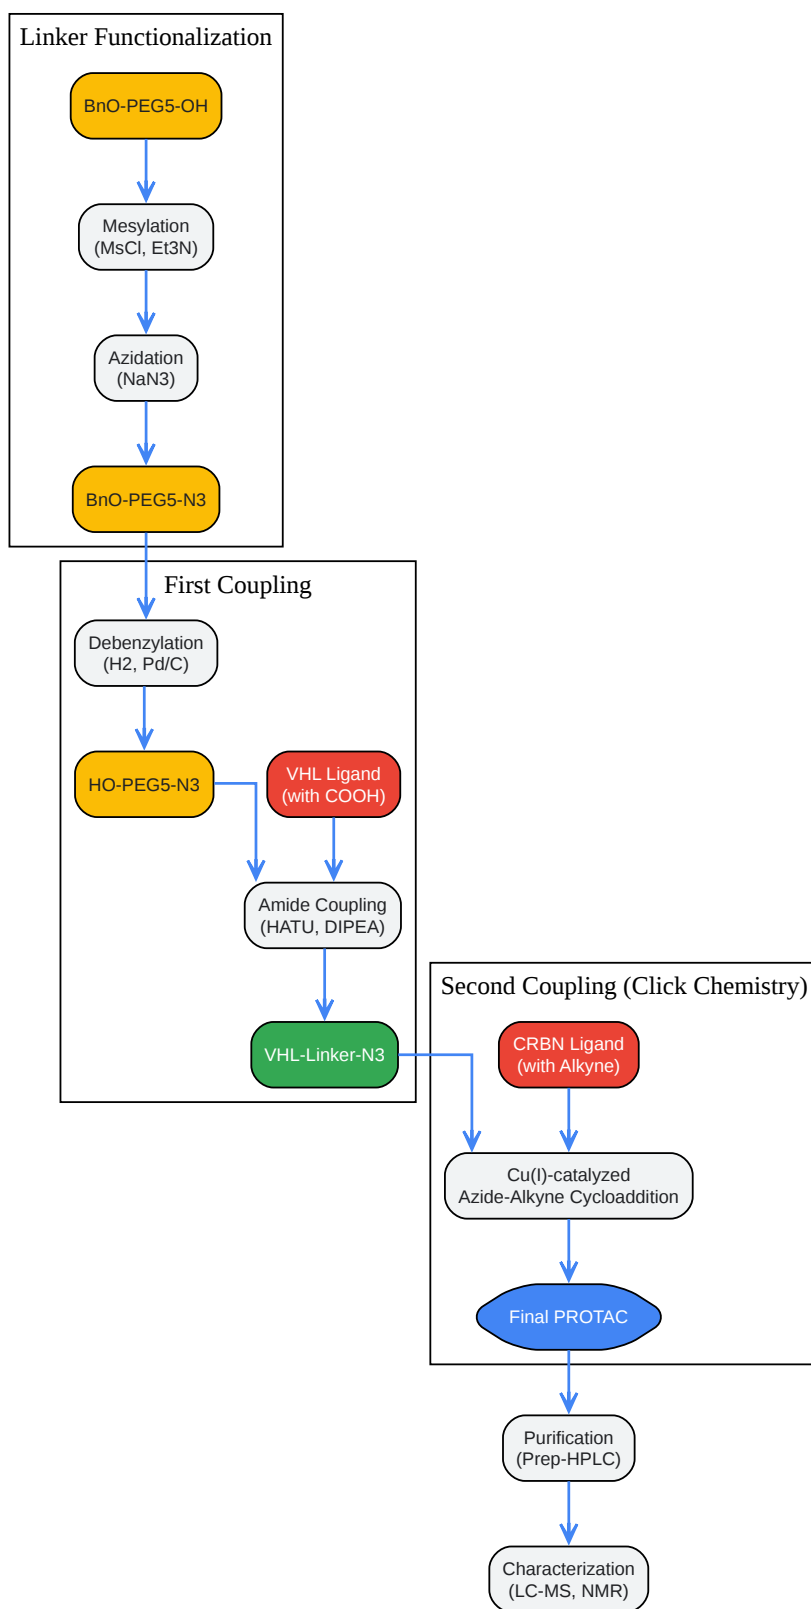 Linker Functionalization
BnO-PEG5-OH
Mesylation
(MsCl, Et3N)
Azidation
(NaN3)
BnO-PEG5-N3
First Coupling
Debenzylation
(H2, Pd/C)
HO-PEG5-N3
VHL Ligand
(with COOH)
Amide Coupling
(HATU, DIPEA)
VHL-Linker-N3
Second Coupling (Click Chemistry)
CRBN Ligand
(with Alkyne)
Cu(I)-catalyzed
Azide-Alkyne Cycloaddition
Final PROTAC
Purification
(Prep-HPLC)
Characterization
(LC-MS, NMR)